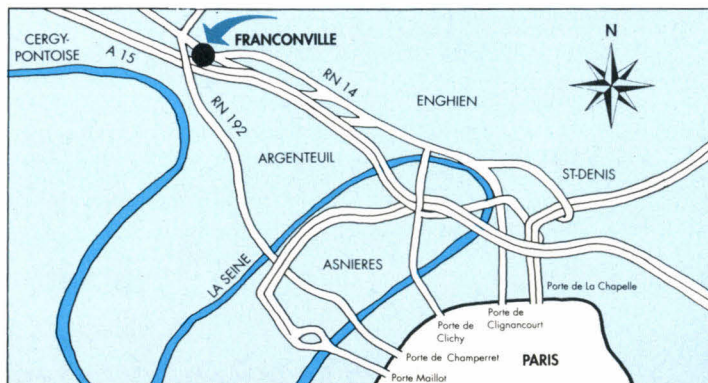 CERGY-
PONTOISE
A 15
FRANCONVILLE
N
RN 14
ENGHIEN
RN 192
ARGENTEUIL
ST-DENIS
LA SEINE
ASNIERES
Porte de La Chapelle
Porte de
Clignancourt
Porte de
Clichy
Porte de Champerret
PARIS
Porte Maillot